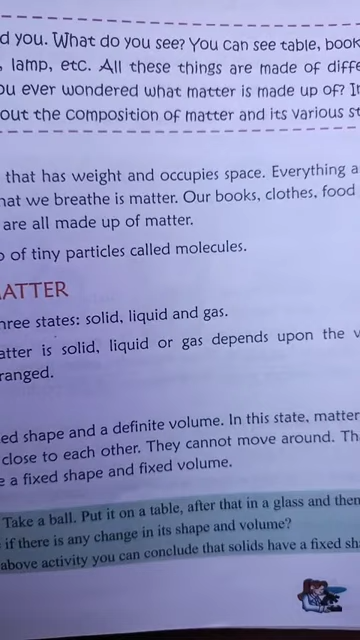 d you. What do you see? You can see table, book
, lamp, etc. All these things are made of diffe
ou ever wondered what matter is made up of? I
out the composition of matter and its various st
that has weight and occupies space. Everything a
hat we breathe is matter. Our books, clothes, food
are all made up of matter.
of tiny particles called molecules.
ATTER
hree states: solid, liquid and gas.
atter is solid, liquid or gas depends upon the
ranged.
ed shape and a definite volume. In this state, matter
close to each other. They cannot move around. Th
e a fixed shape and fixed volume.
Take a ball. Put it on a table, after that in a glass and then
if there is any change in its shape and volume?
above activity you can conclude that solids have a fixed sha